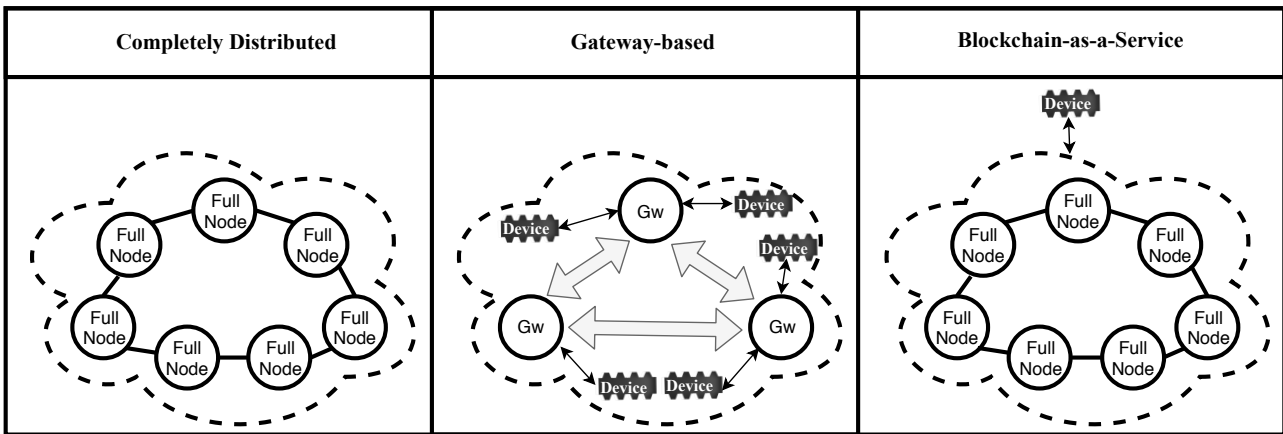 Completely Distributed
Gateway-based
Blockchain-as-a-Service
Full
Node
Full
Node
Full
Node
Full
Node
Full
Node
Full
Node
Full
Node
Gw
Device
Device
Device
Gw
Gw
Device
Device
Device
Full
Node
Full
Node
Full
Node
Full
Node
Full
Node
Full
Node
Full
Node